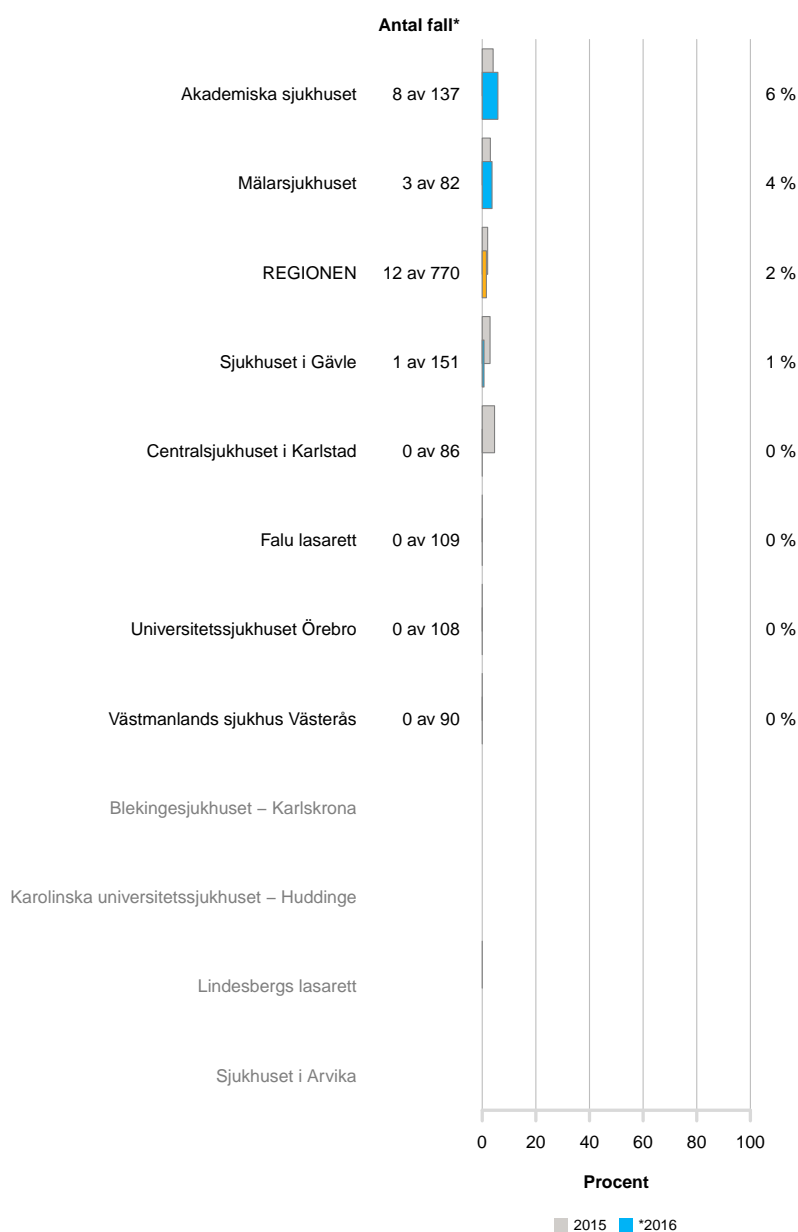 Antal fall*
Akademiska sjukhuset 8 av 137 6 %
Mälarsjukhuset 3 av 82 4 %
REGIONEN 12 av 770 2 %
Sjukhuset i Gävle 1 av 151 1 %
Centralsjukhuset i Karlstad 0 av 86 0 %
Falu lasarett 0 av 109 0 %
Universitetssjukhuset Örebro 0 av 108 0 %
Västmanlands sjukhus Västerås 0 av 90 0 %
Blekingesjukhuset – Karlskrona
Karolinska universitetssjukhuset – Huddinge
Lindesbergs lasarett
Sjukhuset i Arvika
0 20 40 60 80 100
Procent
2015 *2016